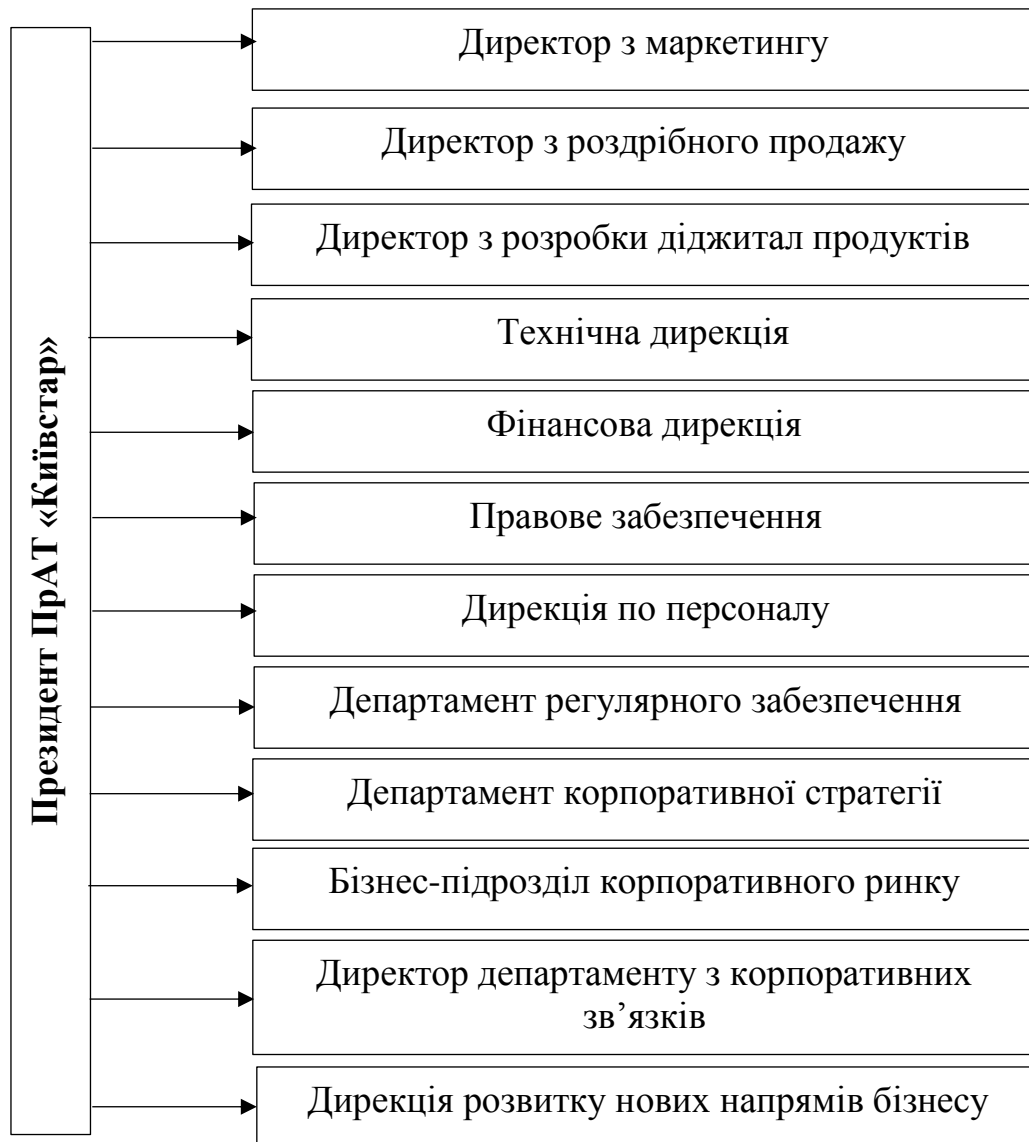 Президент ПрАТ «Київстар»
Директор з маркетингу
Директор з роздрібного продажу
Директор з розробки діджитал продуктів
Технічна дирекція
Фінансова дирекція
Правове забезпечення
Дирекція по персоналу
Департамент регулярного забезпечення
Департамент корпоративної стратегії
Бізнес-підрозділ корпоративного ринку
Директор департаменту з корпоративних
зв’язків
Дирекція розвитку нових напрямів бізнесу